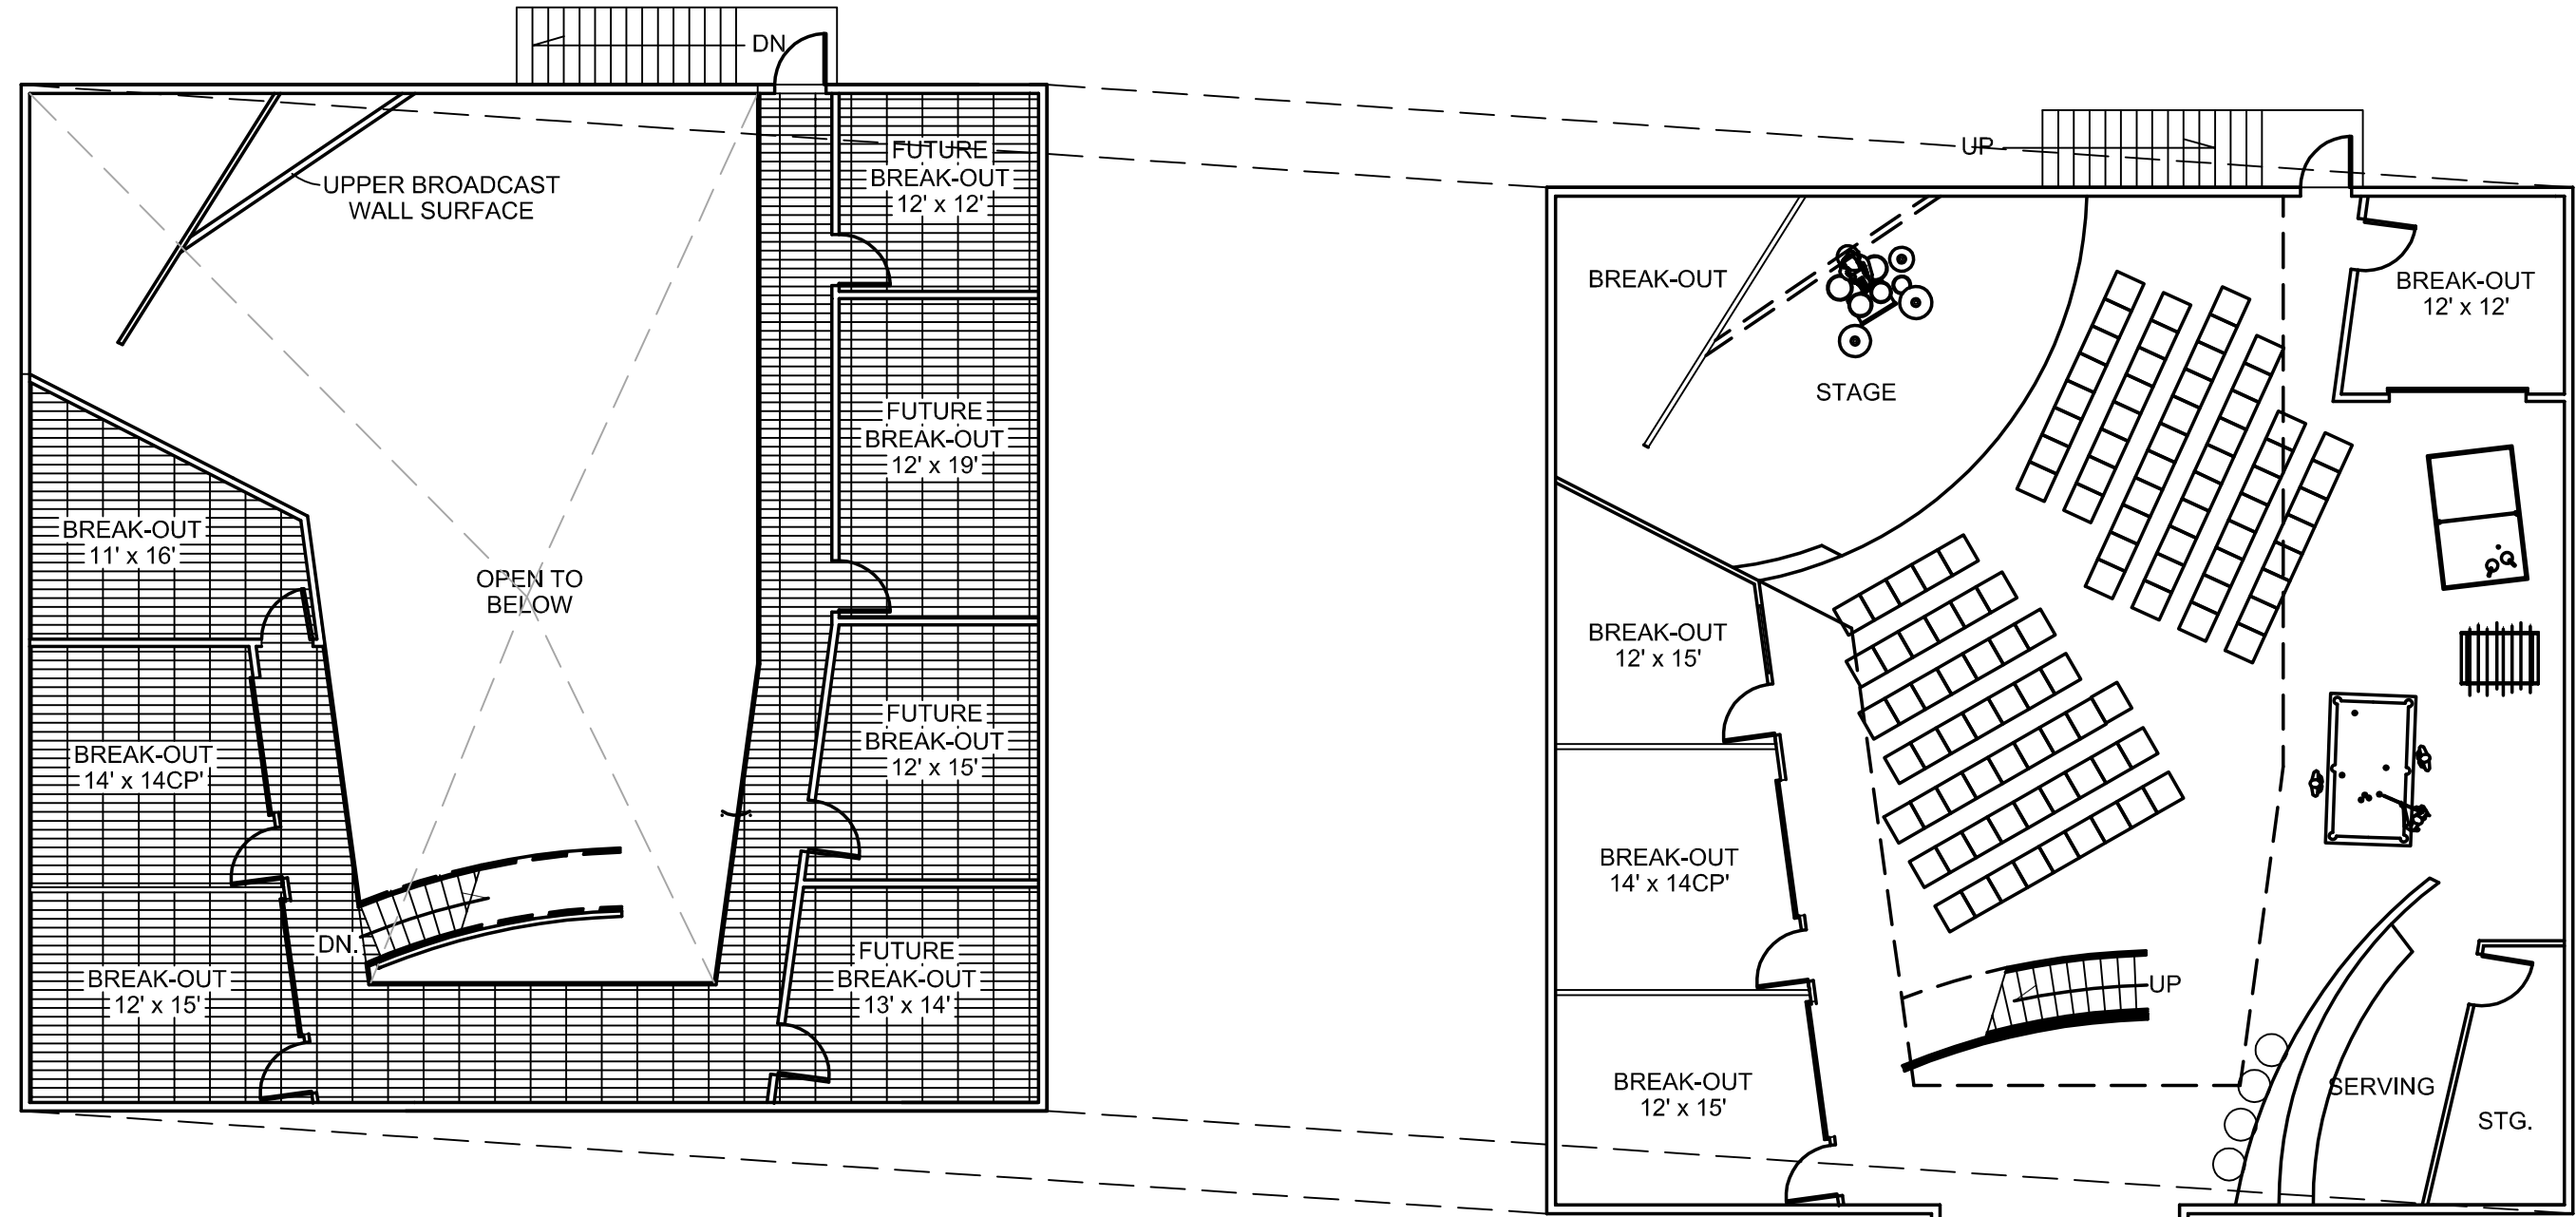 DN
FUTURE
BREAK-OUT
12' x 12'
UPPER BROADCAST
WALL SURFACE
FUTURE
BREAK-OUT
12' x 19'
BREAK-OUT
11' x 16'
OPEN TO
BELOW
FUTURE
BREAK-OUT
12' x 15'
BREAK-OUT
14' x 14CP'
DN.
BREAK-OUT
12' x 15'
FUTURE
BREAK-OUT
13' x 14'
UP
BREAK-OUT
BREAK-OUT
12' x 12'
STAGE
BREAK-OUT
12' x 15'
BREAK-OUT
14' x 14CP'
UP
BREAK-OUT
12' x 15'
SERVING
STG.